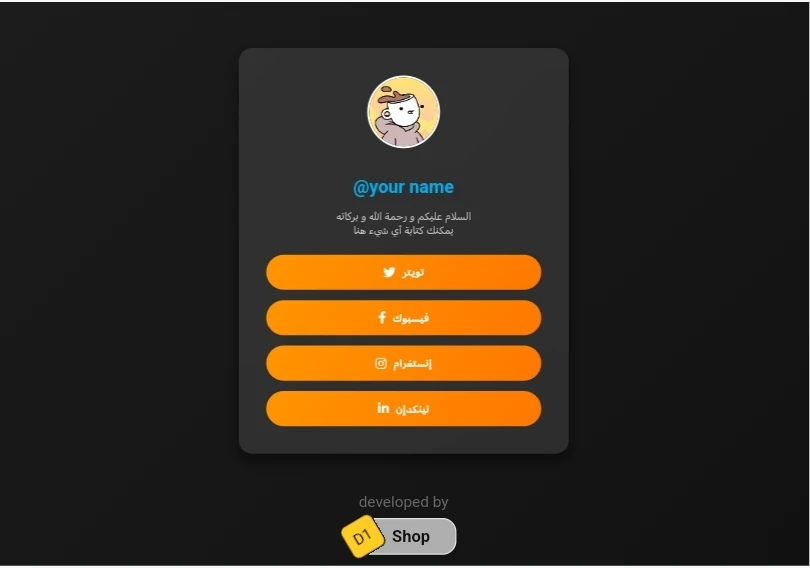 @your name
السلام عليكم و رحمة الله و بركاته
يمكنك كتابة أي شيء هنا
تويتر
فيسبوك
إنستغرام
لينكدإن
developed by
D1 Shop